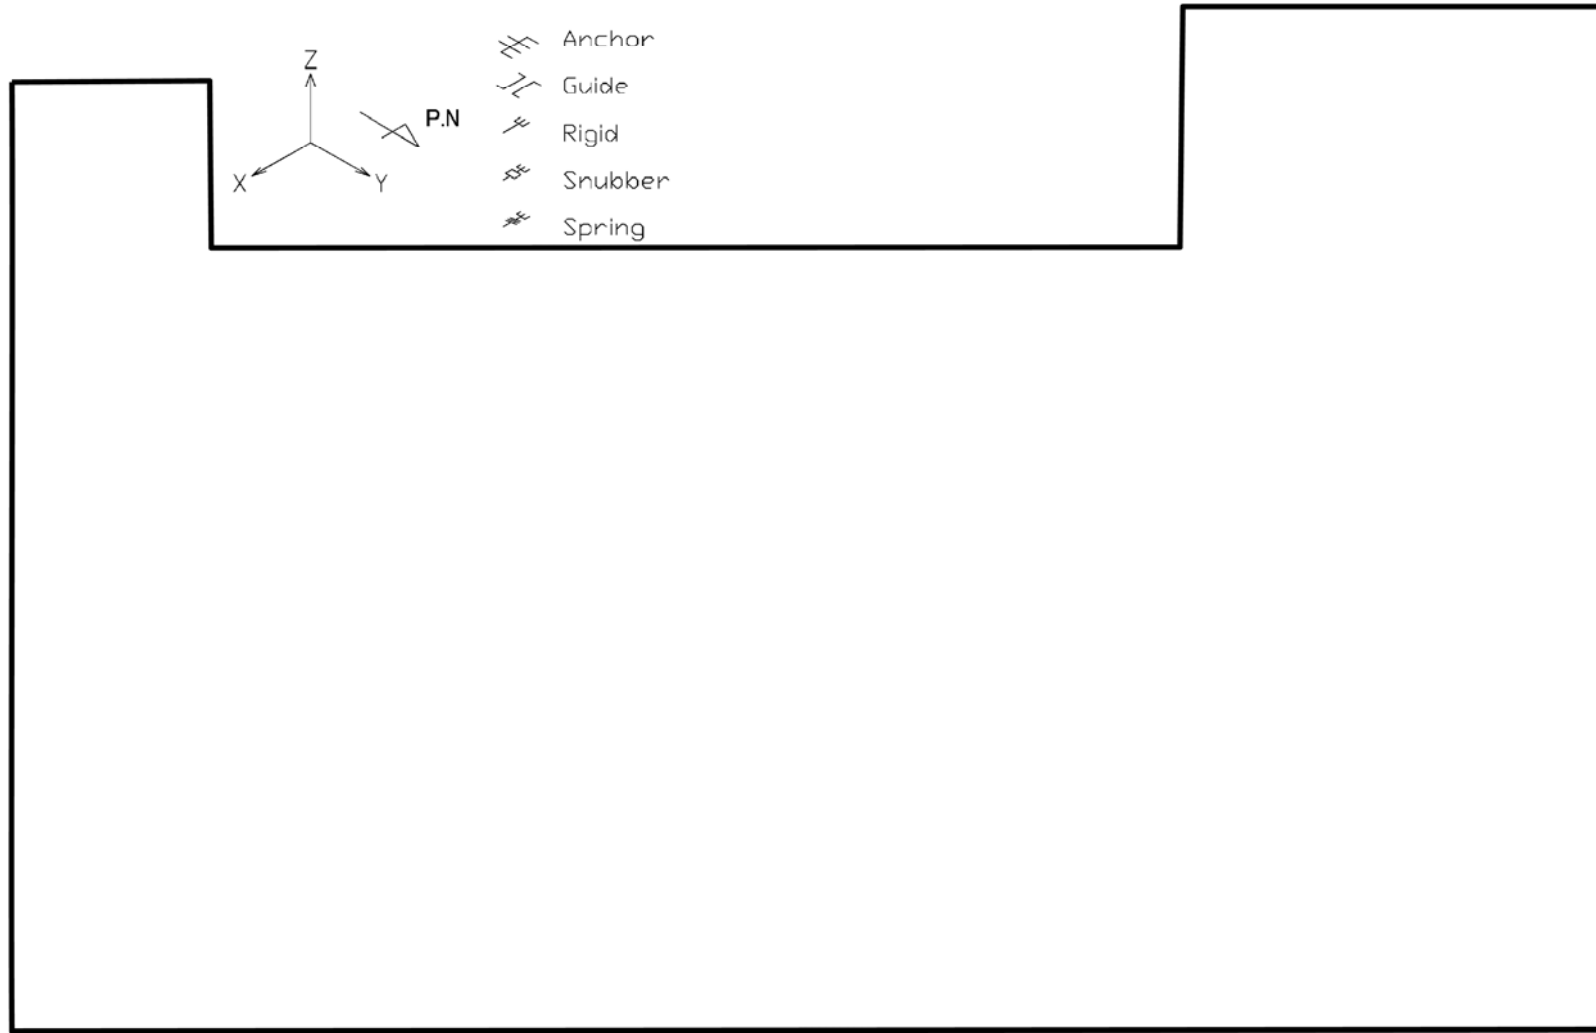 Z
X
Y
P.N
Anchor
Guide
Rigid
Snubber
Spring